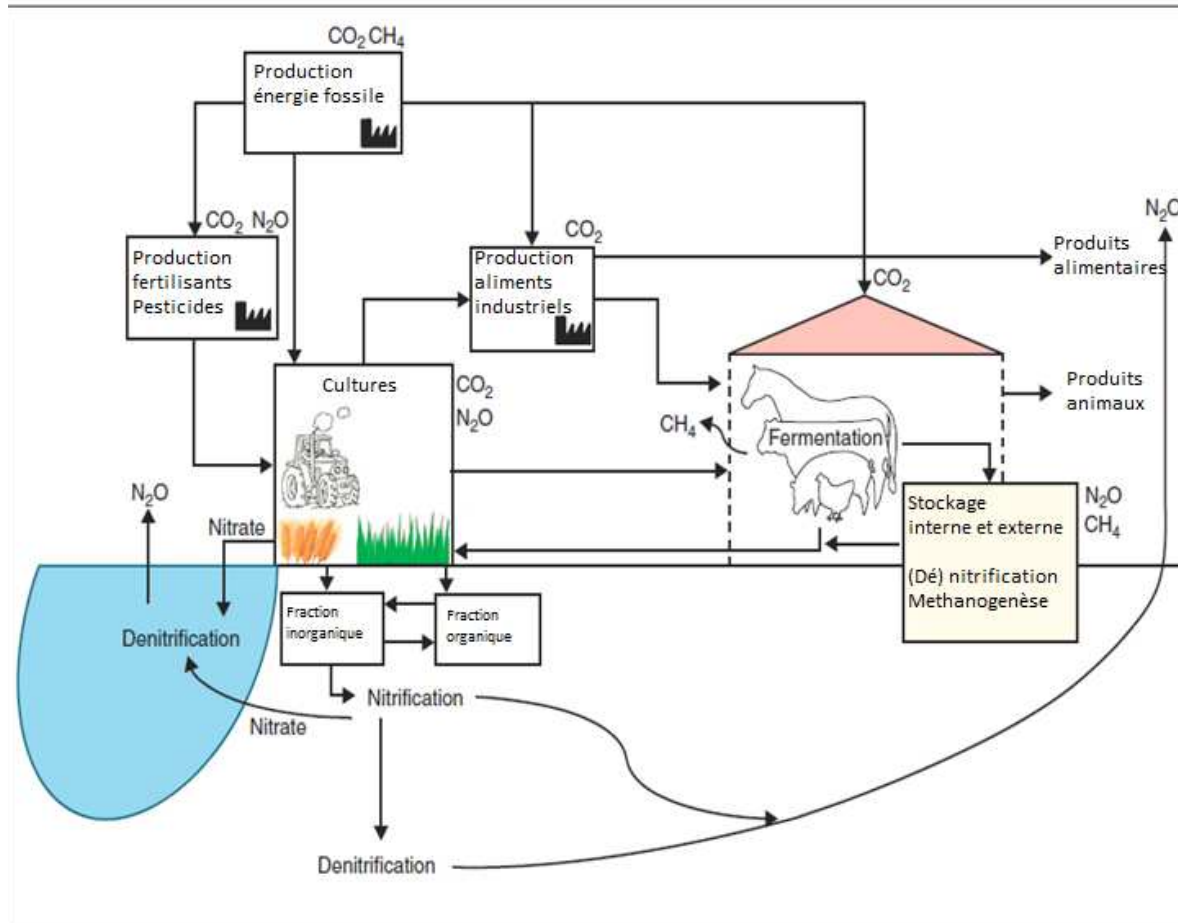 CO₂ CH₄
Production
énergie fossile
CO₂ N₂O
Production
fertilisants
Pesticides
CO₂
Production
aliments
industriels
Produits
alimentaires
N₂O
CO₂
Cultures
CO₂
N₂O
Produits
animaux
CH₄
Fermentation
N₂O
Nitrate
Stockage
interne et externe
(Dé) nitrification
Methanogenèse
N₂O
CH₄
Denitrification
Fraction
inorganique
Fraction
organique
Nitrification
Nitrate
Denitrification